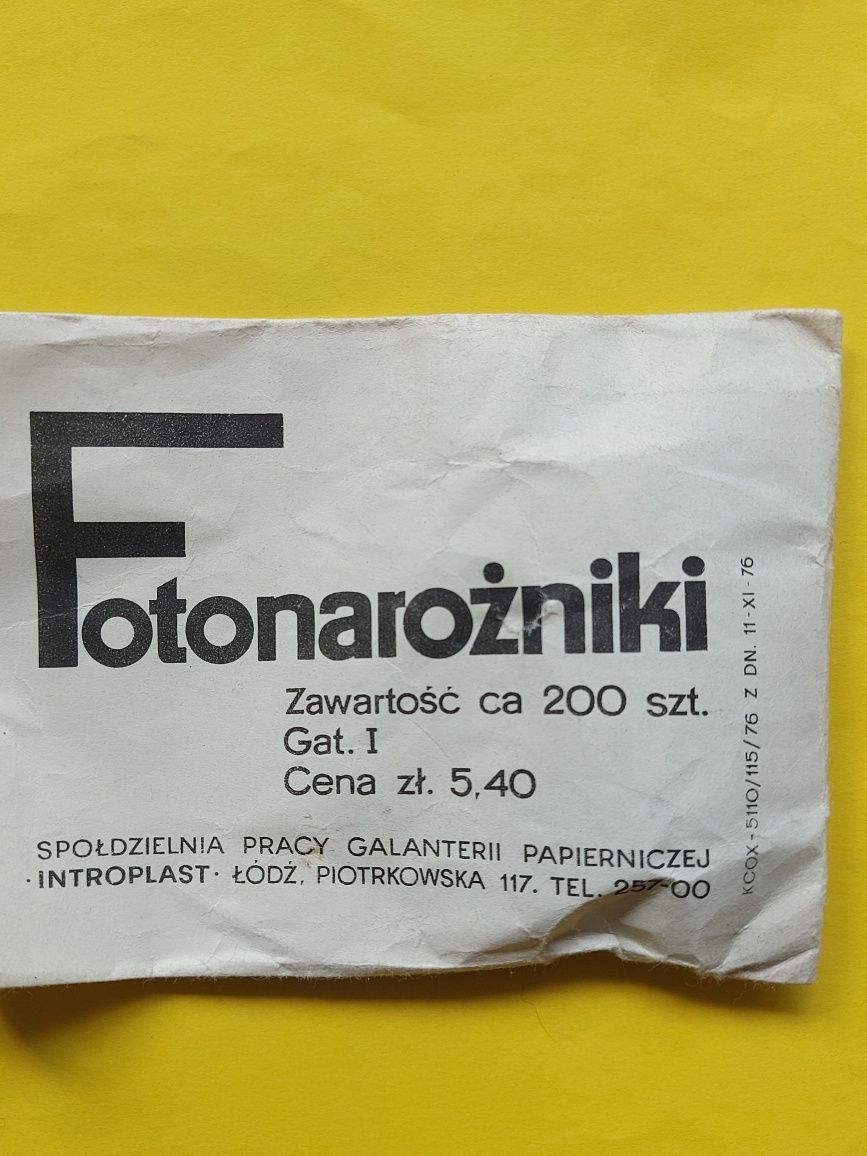 Fotonarożniki
Zawartość ca 200 szt.
Gat. I
Cena zł. 5,40
SPOŁDZIELNIA PRACY GALANTERII PAPIERNICZEJ
·INTROPLAST· ŁÓDŹ, PIOTRKOWSKA 117. TEL. 257-00
KCOX-5110/115/76 Z DN. 11-XI-76